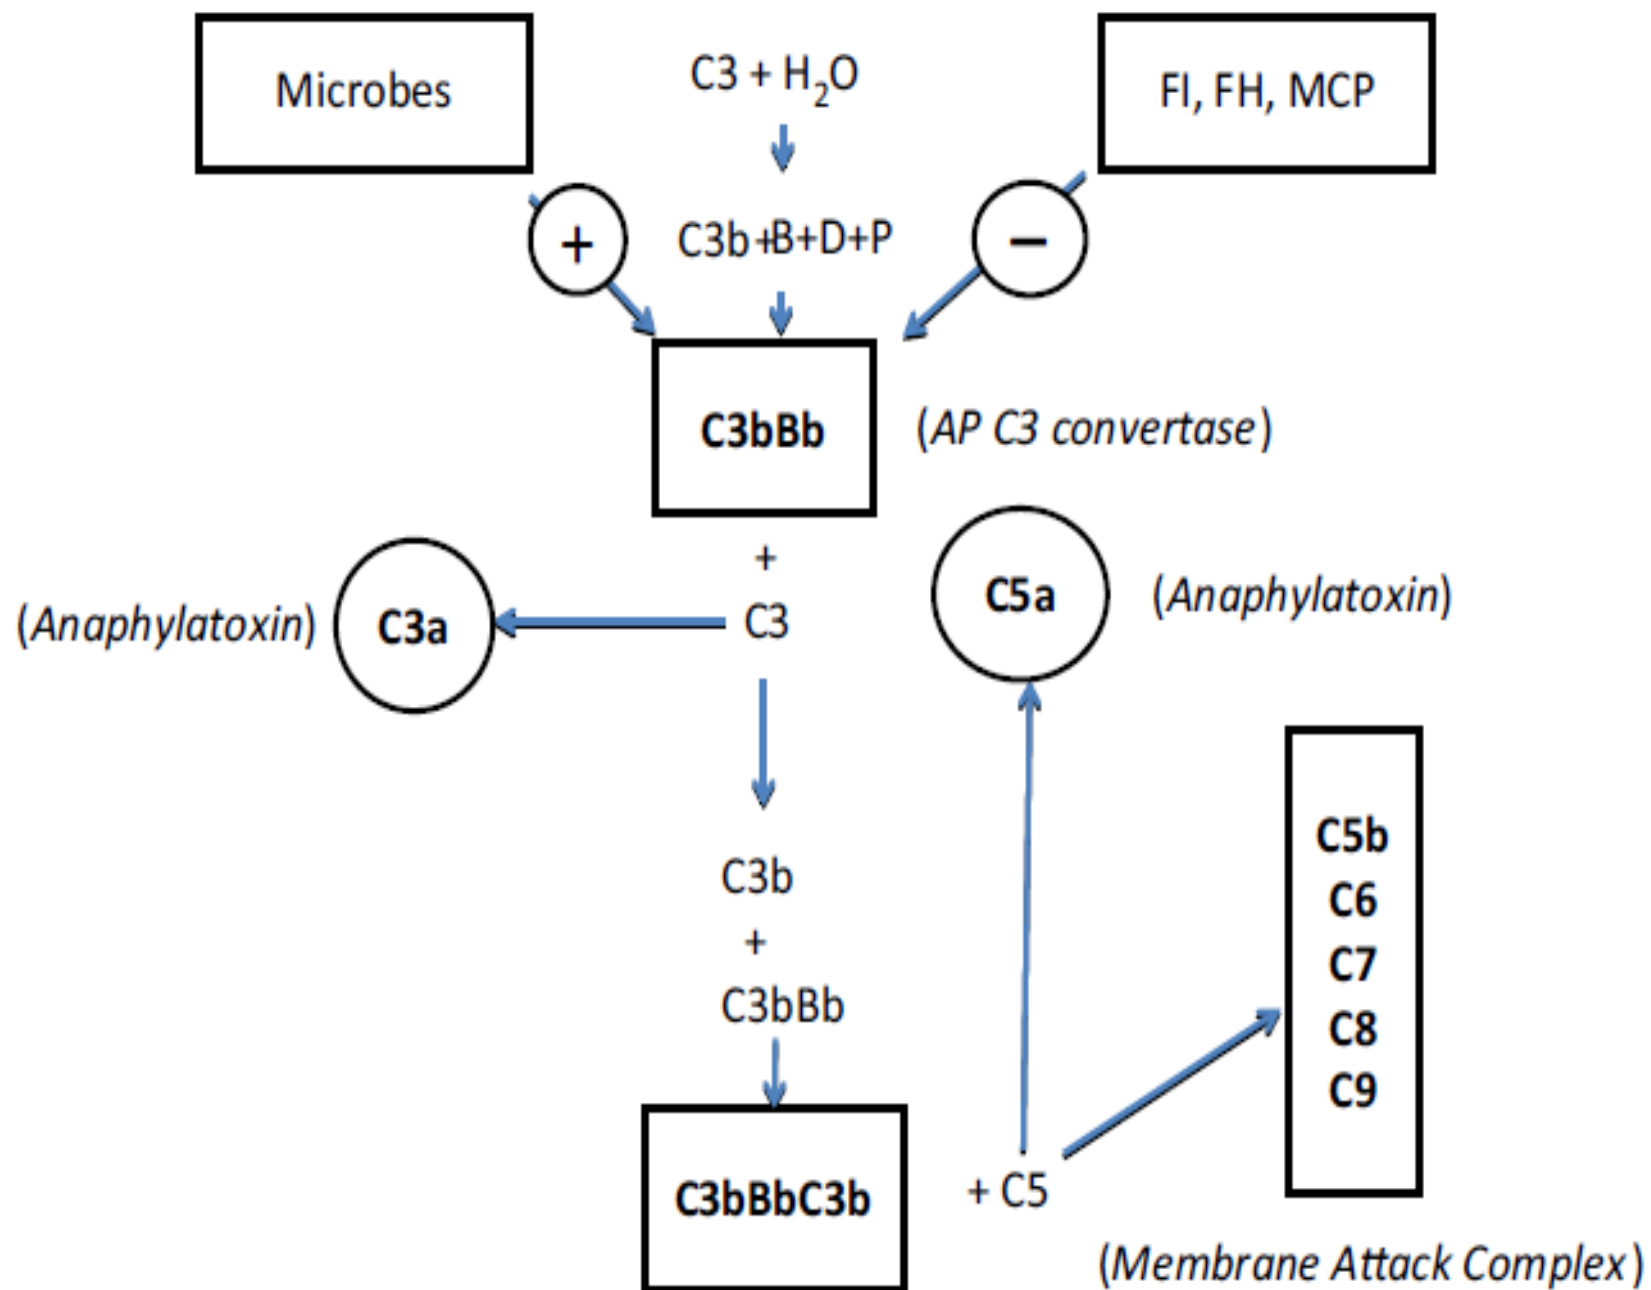 Microbes
C3 + H₂O
FI, FH, MCP
+
C3b+B+D+P
−
C3bBb
(AP C3 convertase)
+
(Anaphylatoxin)
C3a
C3
C5a
(Anaphylatoxin)
C3b
+
C3bBb
C5b
C6
C7
C8
C9
C3bBbC3b
+ C5
(Membrane Attack Complex)